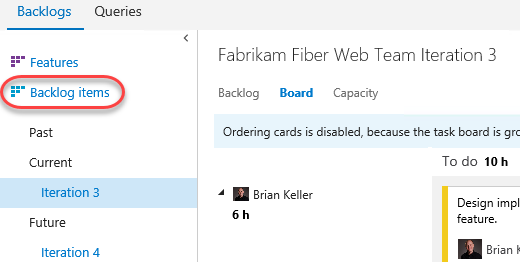 Backlogs Queries
Features
Backlog items
Past
Current
Iteration 3
Future
Iteration 4
Fabrikam Fiber Web Team Iteration 3
Backlog Board Capacity
Ordering cards is disabled, because the task board is gro
To do 10 h
Brian Keller
6 h
Design impl
feature.
Brian K